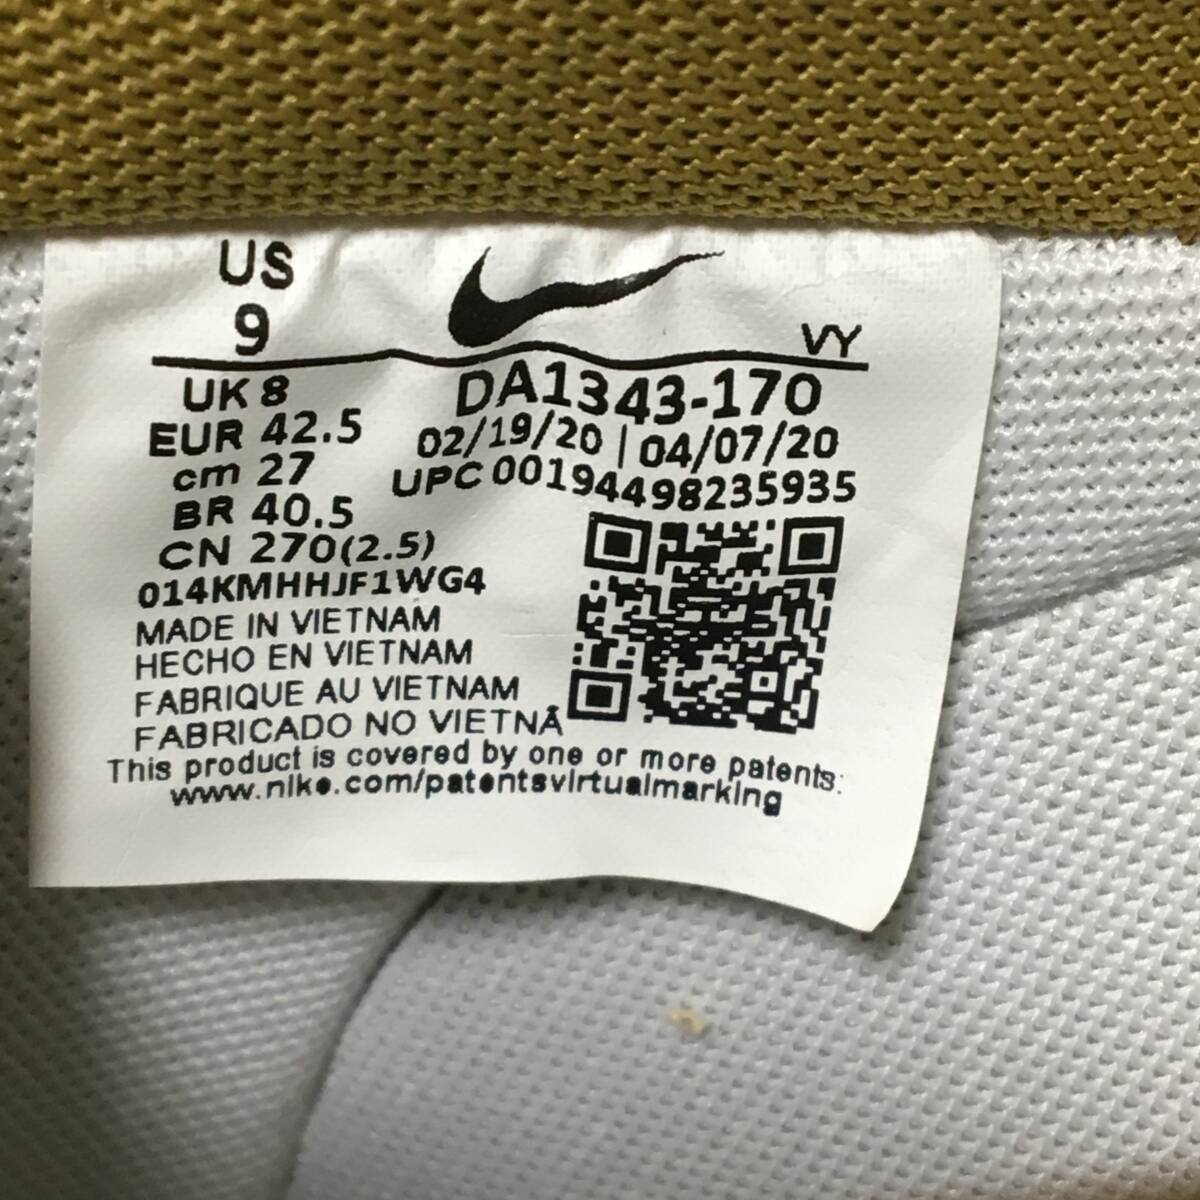 US
9
VY
UK 8
EUR 42.5
cm 27
BR 40.5
CN 270(2.5)
DA1343-170
02/19/20 | 04/07/20
UPC 00194498235935
014KMHHJF1WG4
MADE IN VIETNAM
HECHO EN VIETNAM
FABRIQUE AU VIETNAM
FABRICADO NO VIETNÃ
This product is covered by one or more patents:
www.nike.com/patentsvirtualmarking